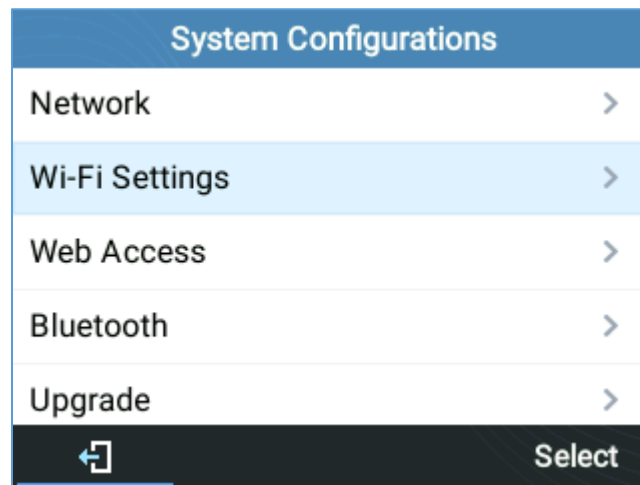 System Configurations
Network
Wi-Fi Settings
Web Access
Bluetooth
Upgrade
Select